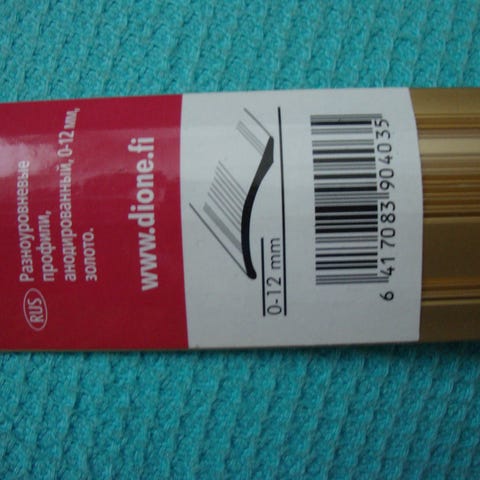 RUS
Разноуровневые
профили,
анодированный, 0-12 мм,
золото.
www.dione.fi
0-12 mm
6 417083 904035